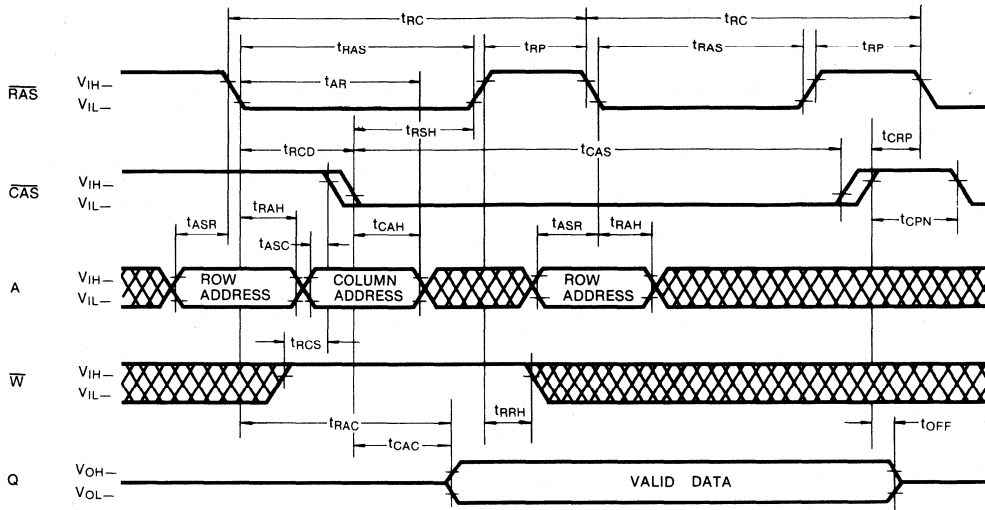 tRC tRC
tRAS tRP tRAS tRP
tAR
RAS VIH— VIL—
tRSH tCRP
tRCD tCAS
CAS VIH— VIL—
tASR tRAH tCAH tASR tRAH tCPN
tASC
A VIH— VIL— ROW ADDRESS COLUMN ADDRESS ROW ADDRESS
tRCS
W VIH— VIL—
tRAC tRRH tOFF
tCAC
Q VOH— VOL— VALID DATA